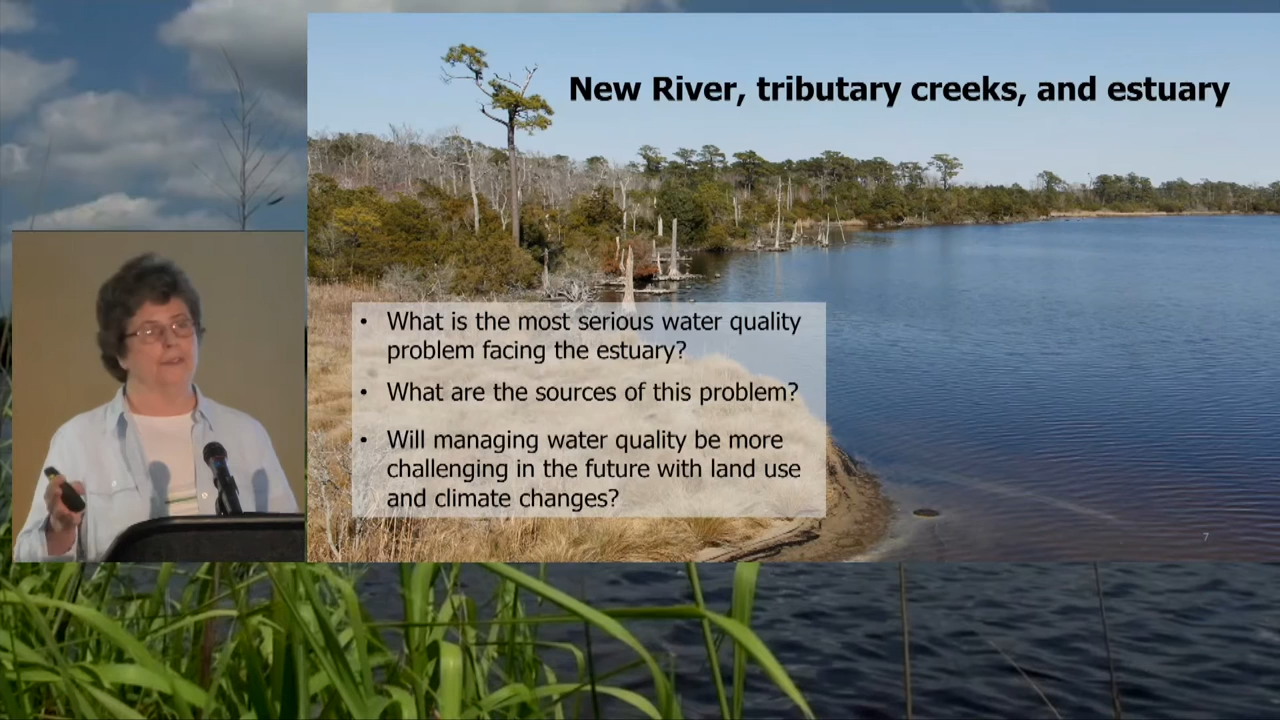 New River, tributary creeks, and estuary
• What is the most serious water quality
problem facing the estuary?
• What are the sources of this problem?
• Will managing water quality be more
challenging in the future with land use
and climate changes?
7